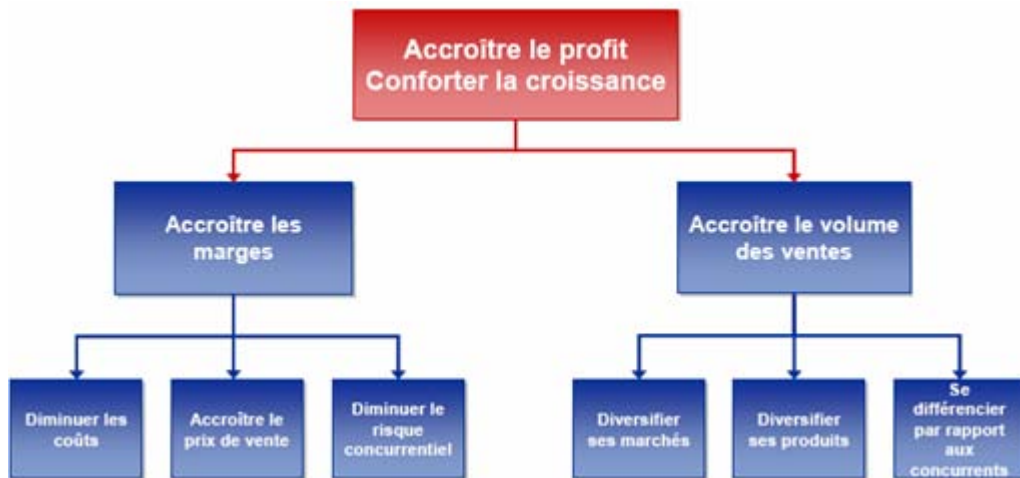 Accroître le profit
Conforter la croissance
Accroître les
marges
Accroître le volume
des ventes
Diminuer les
coûts
Accroître le
prix de vente
Diminuer le
risque
concurrentiel
Diversifier
ses marchés
Diversifier
ses produits
Se
différencier
par rapport
aux
concurrents